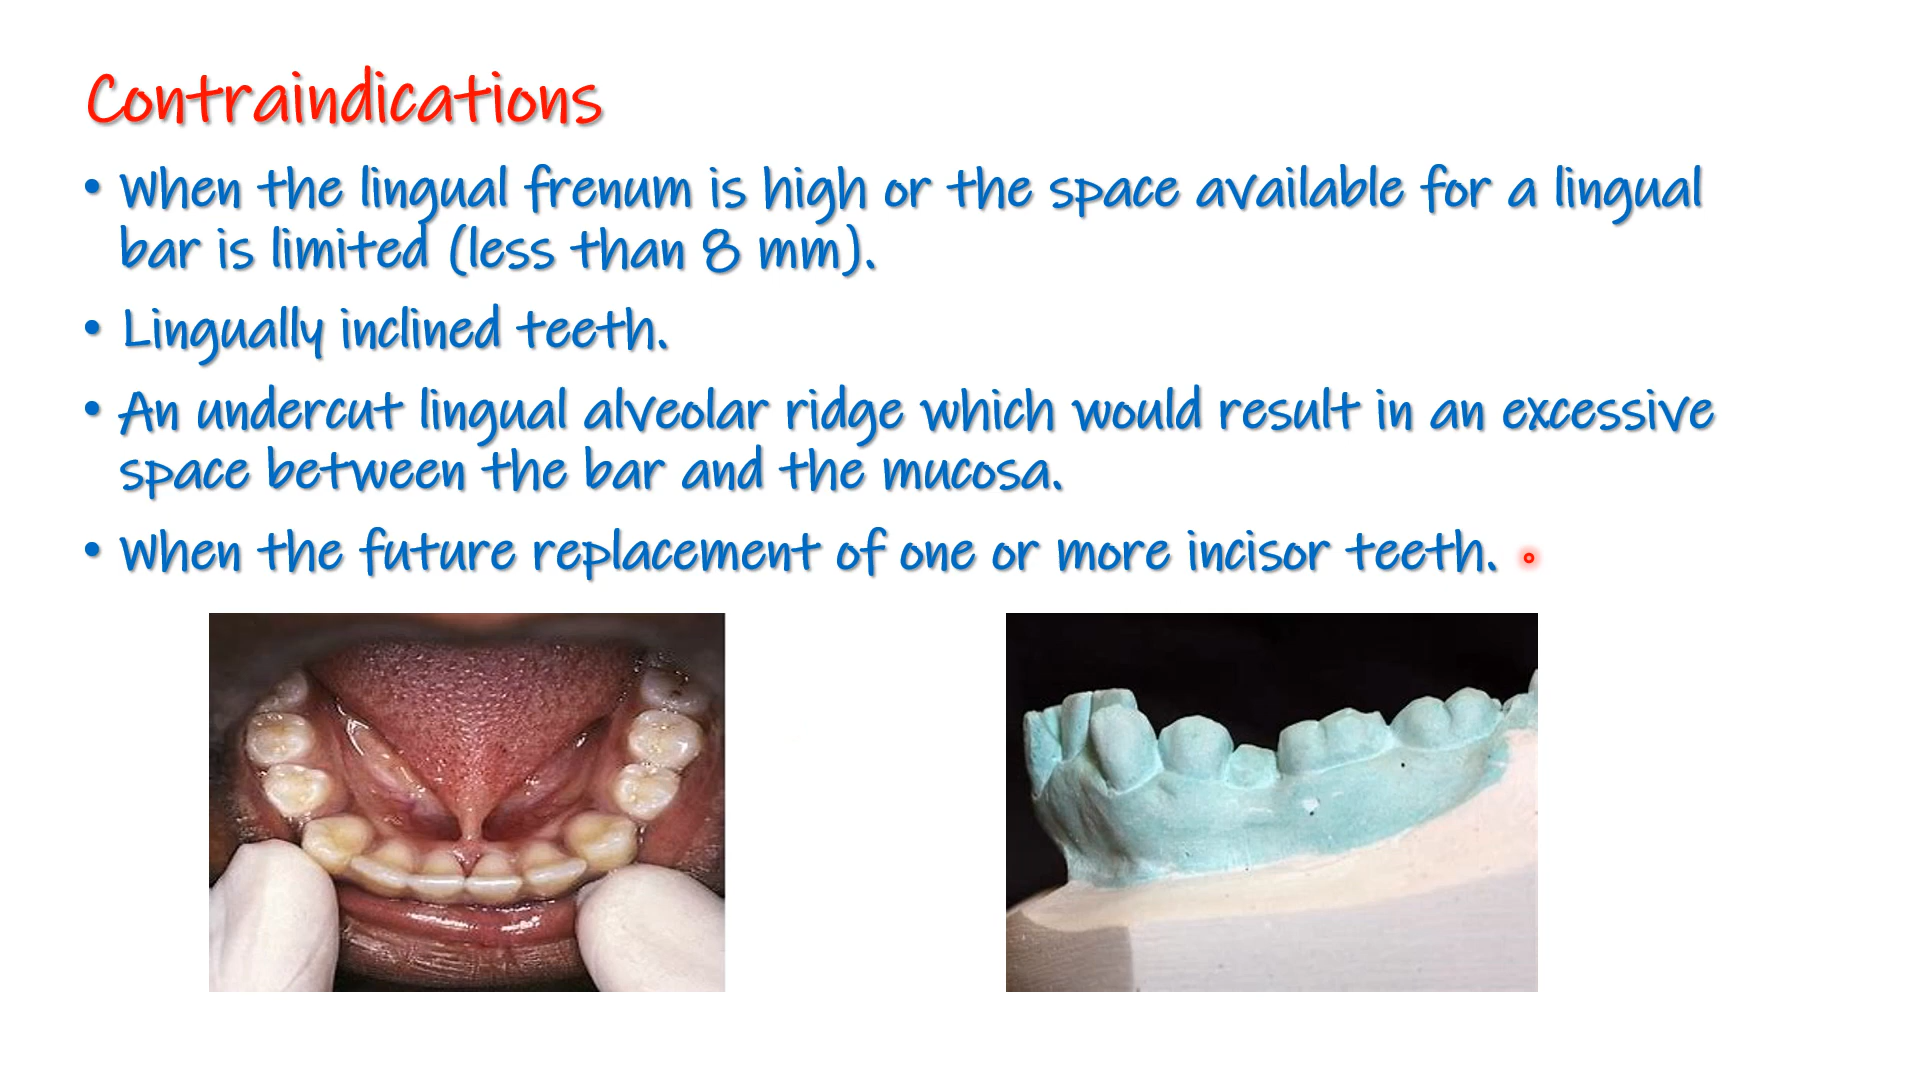 Contraindications
• When the lingual frenum is high or the space available for a lingual
bar is limited (less than 8 mm).
• Lingually inclined teeth.
• An undercut lingual alveolar ridge which would result in an excessive
space between the bar and the mucosa.
• When the future replacement of one or more incisor teeth.